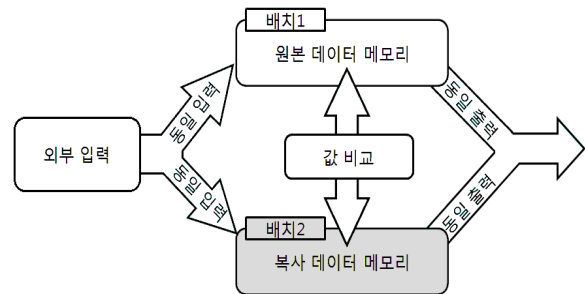 배치1
원본 데이터 메모리
동일 입력
동일 출력
외부 입력
값 비교
동일 입력
동일 출력
배치2
복사 데이터 메모리